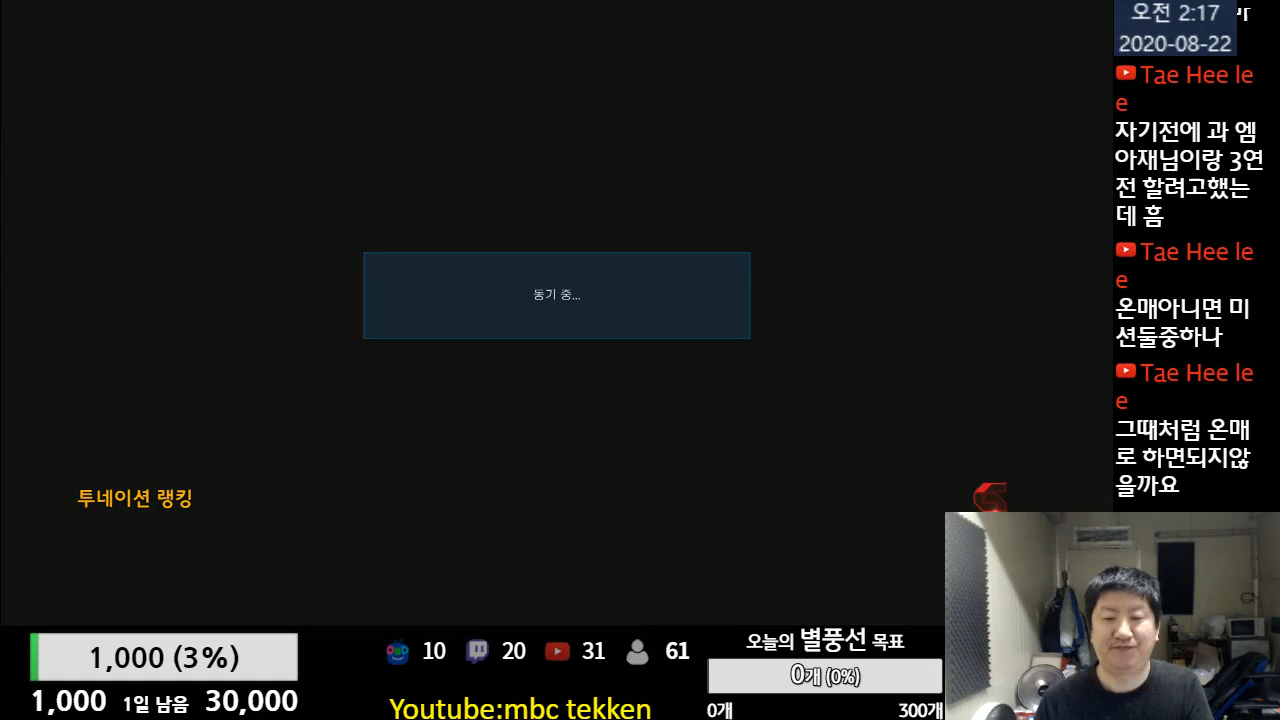 오전 2:17
2020-08-22
Tae Hee le
e
자기전에 과 엠
아재님이랑 3연
전 할려고했는
데 흠
Tae Hee le
e
온매아니면 미
션둘중하나
Tae Hee le
e
그때처럼 온매
로 하면되지않
을까요
동기 중...
투네이션 랭킹
1,000 (3%)
1,000 1일 남음 30,000
10 20 31 61
Youtube:mbc tekken
오늘의 별풍선 목표
0개 (0%)
0개 300개